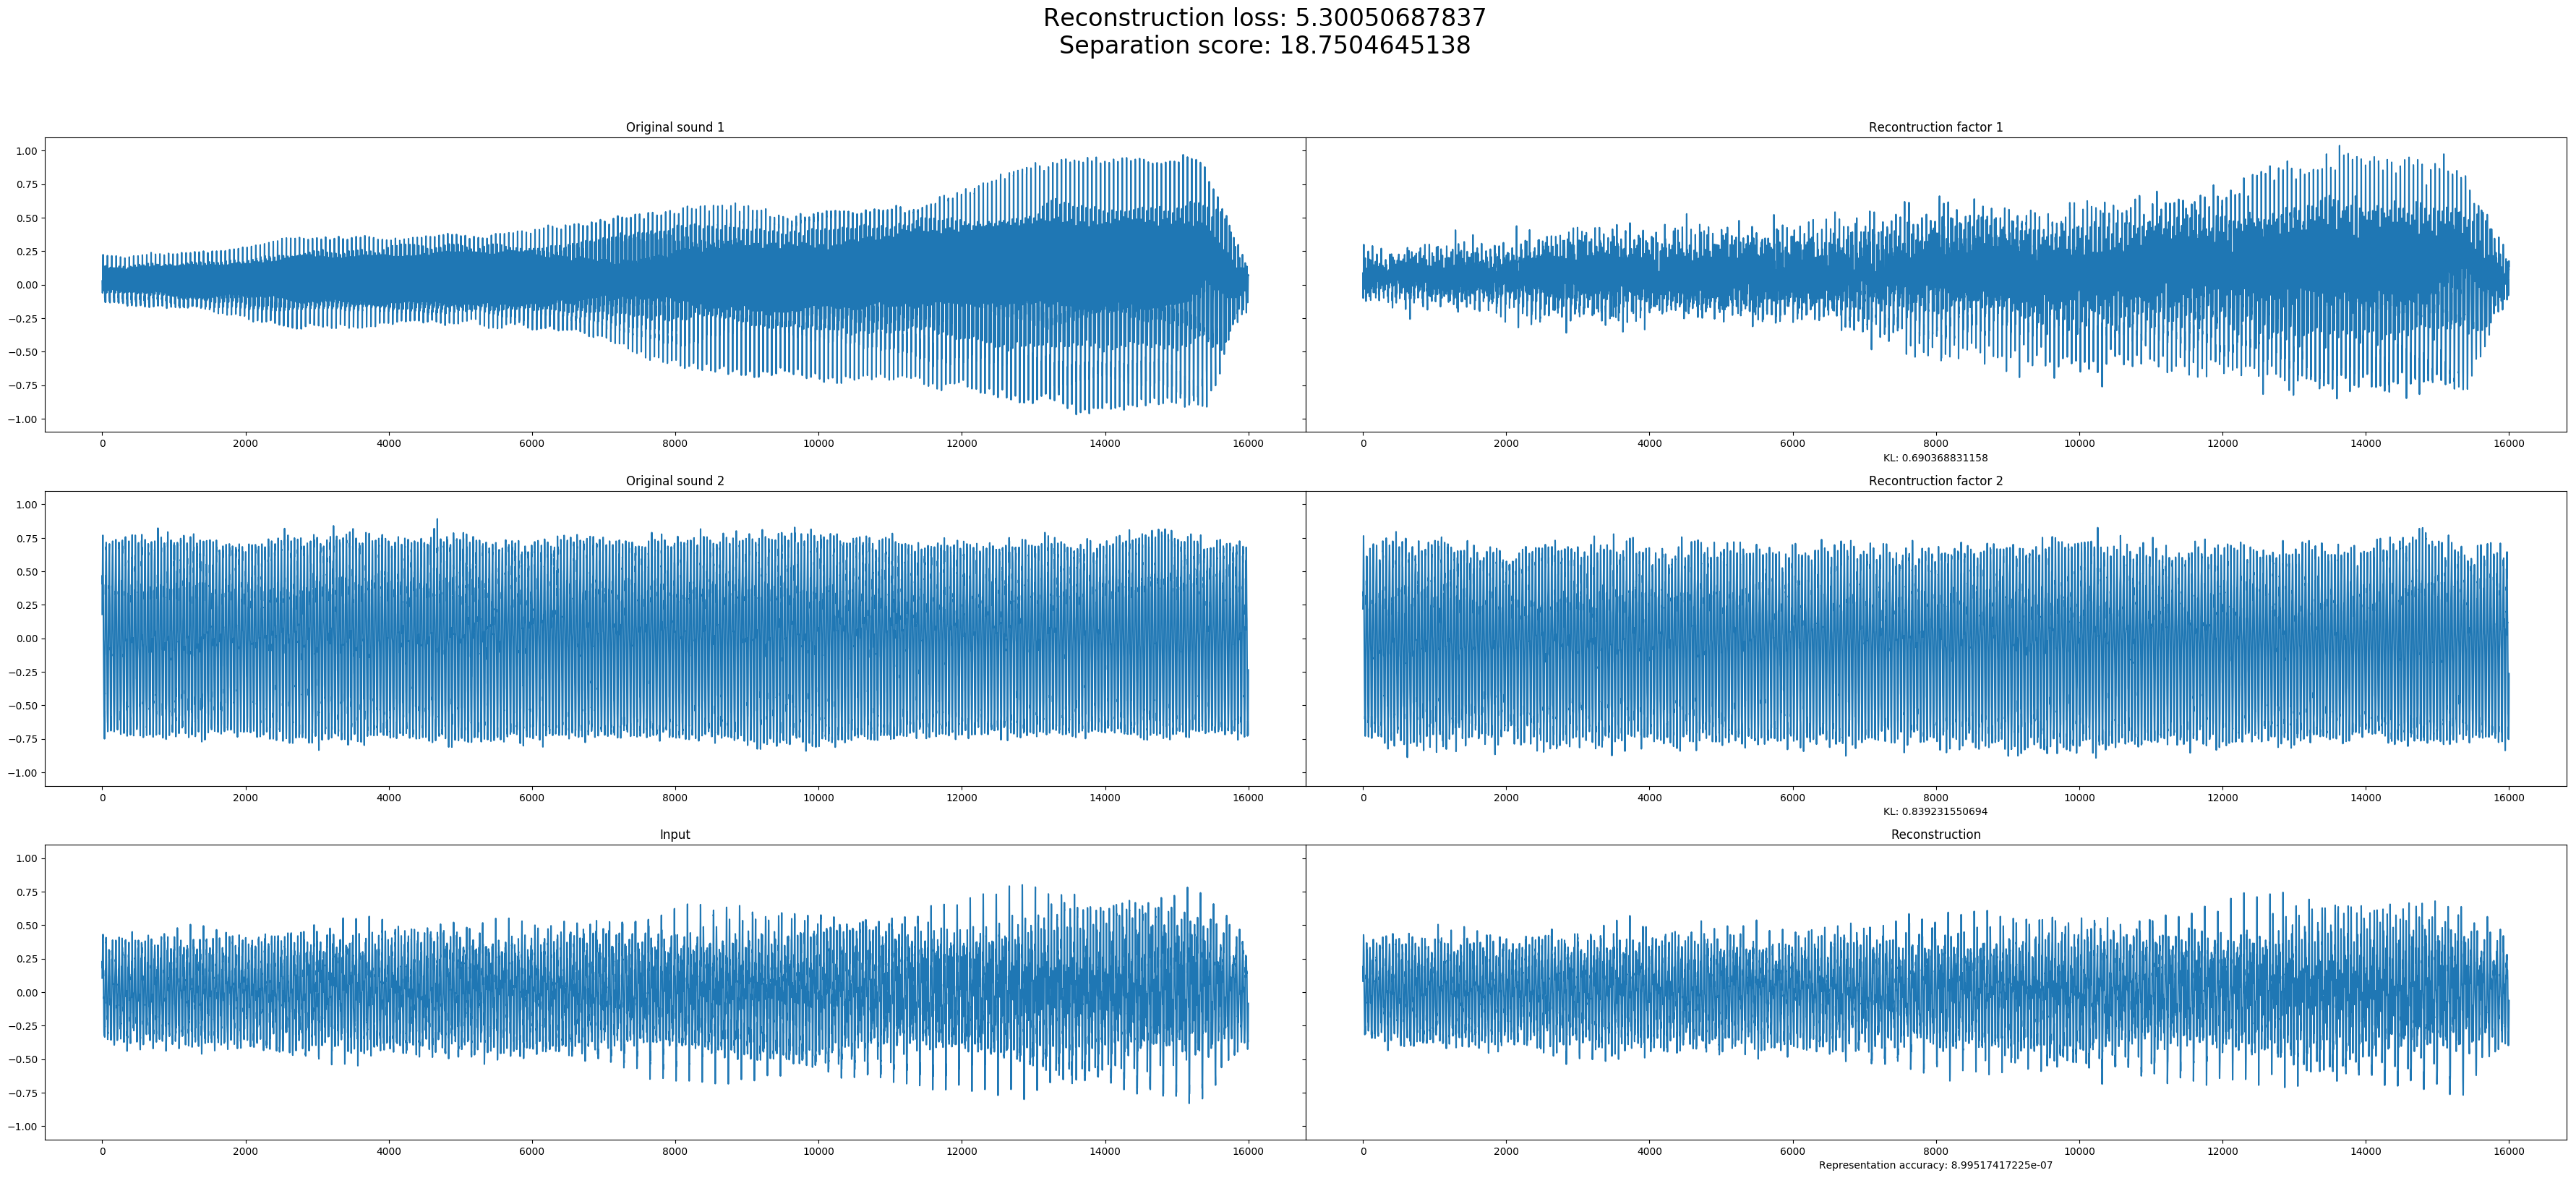 Reconstruction loss: 5.30050687837
Separation score: 18.7504645138
Original sound 1
Recontruction factor 1
1.00
0.75
0.50
0.25
0.00
−0.25
−0.50
−0.75
−1.00
0 2000 4000 6000 8000 10000 12000 14000 16000
0 2000 4000 6000 8000 10000 12000 14000 16000
KL: 0.690368831158
Original sound 2
Recontruction factor 2
1.00
0.75
0.50
0.25
0.00
−0.25
−0.50
−0.75
−1.00
0 2000 4000 6000 8000 10000 12000 14000 16000
0 2000 4000 6000 8000 10000 12000 14000 16000
KL: 0.839231550694
Input
Reconstruction
1.00
0.75
0.50
0.25
0.00
−0.25
−0.50
−0.75
−1.00
0 2000 4000 6000 8000 10000 12000 14000 16000
0 2000 4000 6000 8000 10000 12000 14000 16000
Representation accuracy: 8.99517417225e-07